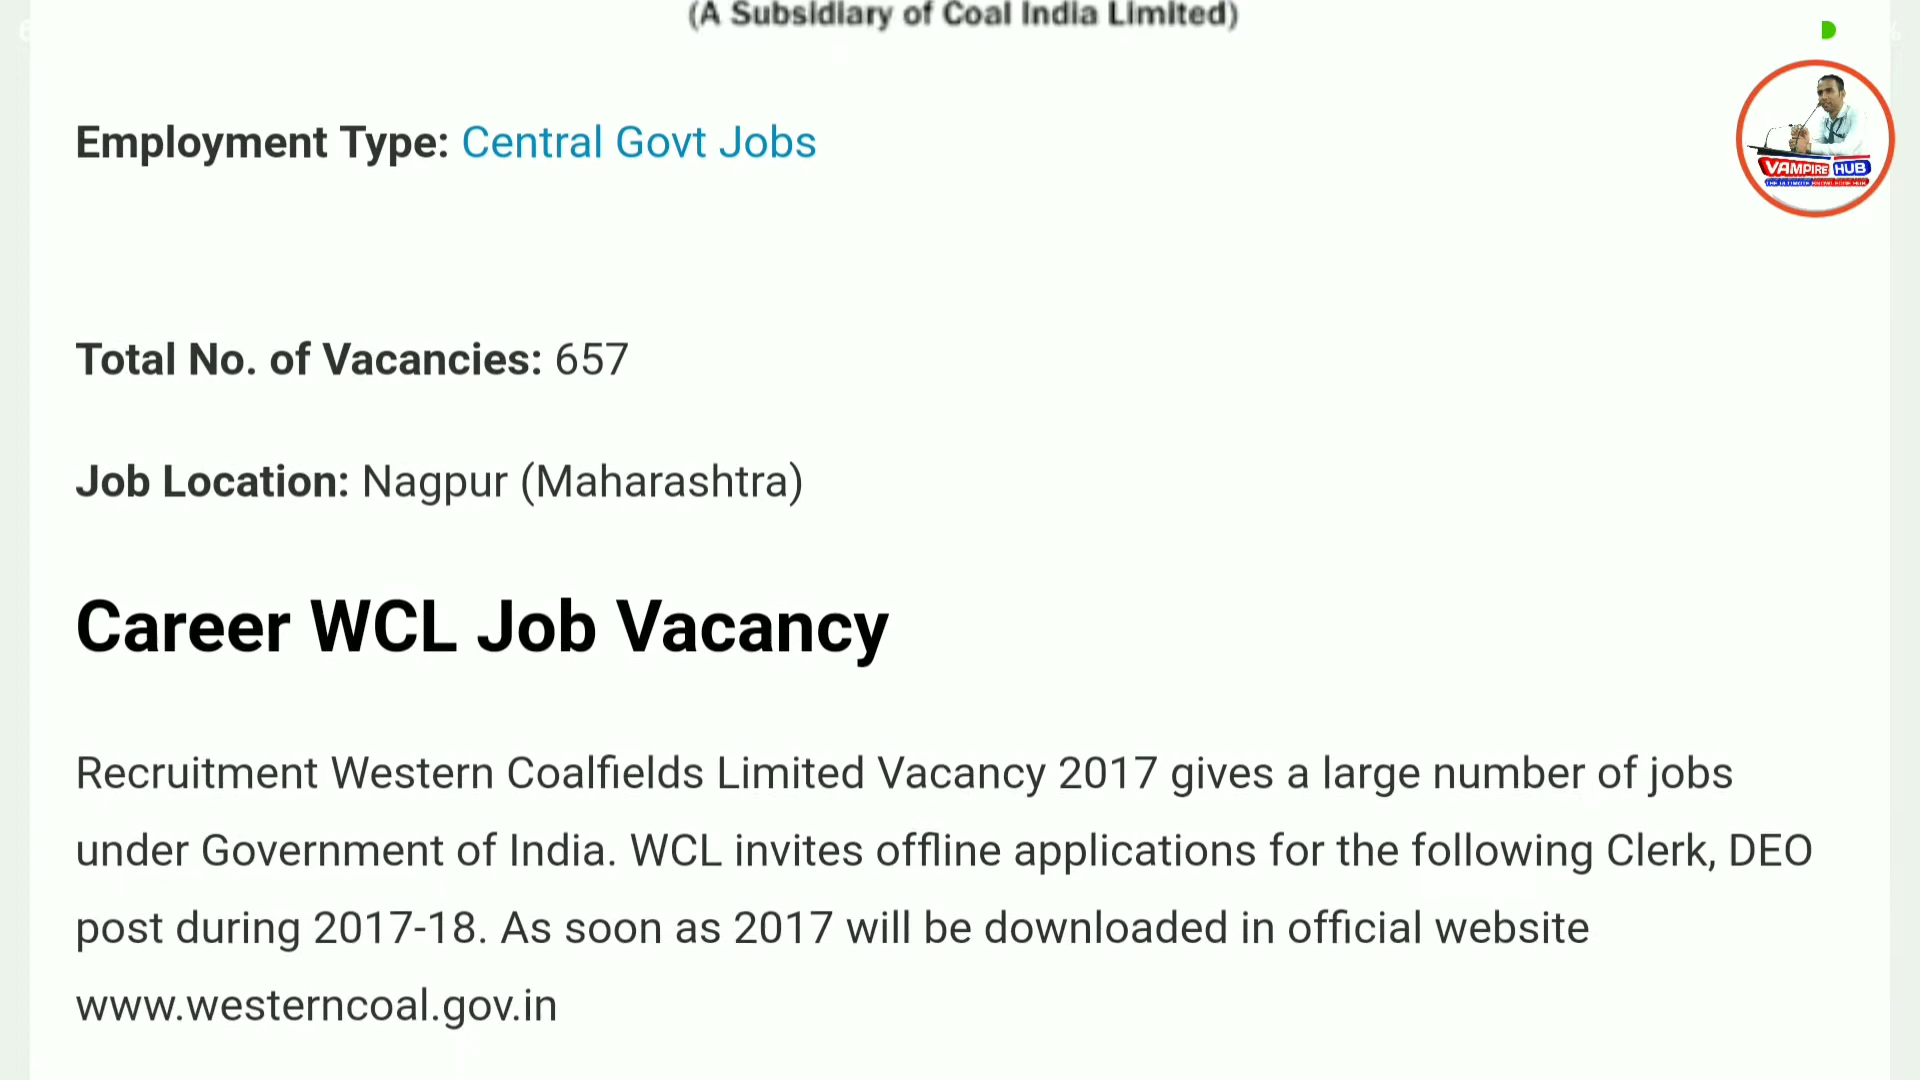 (A Subsidiary of Coal India Limited)
Employment Type: Central Govt Jobs
VAMPIRE HUB
Total No. of Vacancies: 657
Job Location: Nagpur (Maharashtra)
Career WCL Job Vacancy
Recruitment Western Coalfields Limited Vacancy 2017 gives a large number of jobs
under Government of India. WCL invites offline applications for the following Clerk, DEO
post during 2017-18. As soon as 2017 will be downloaded in official website
www.westerncoal.gov.in